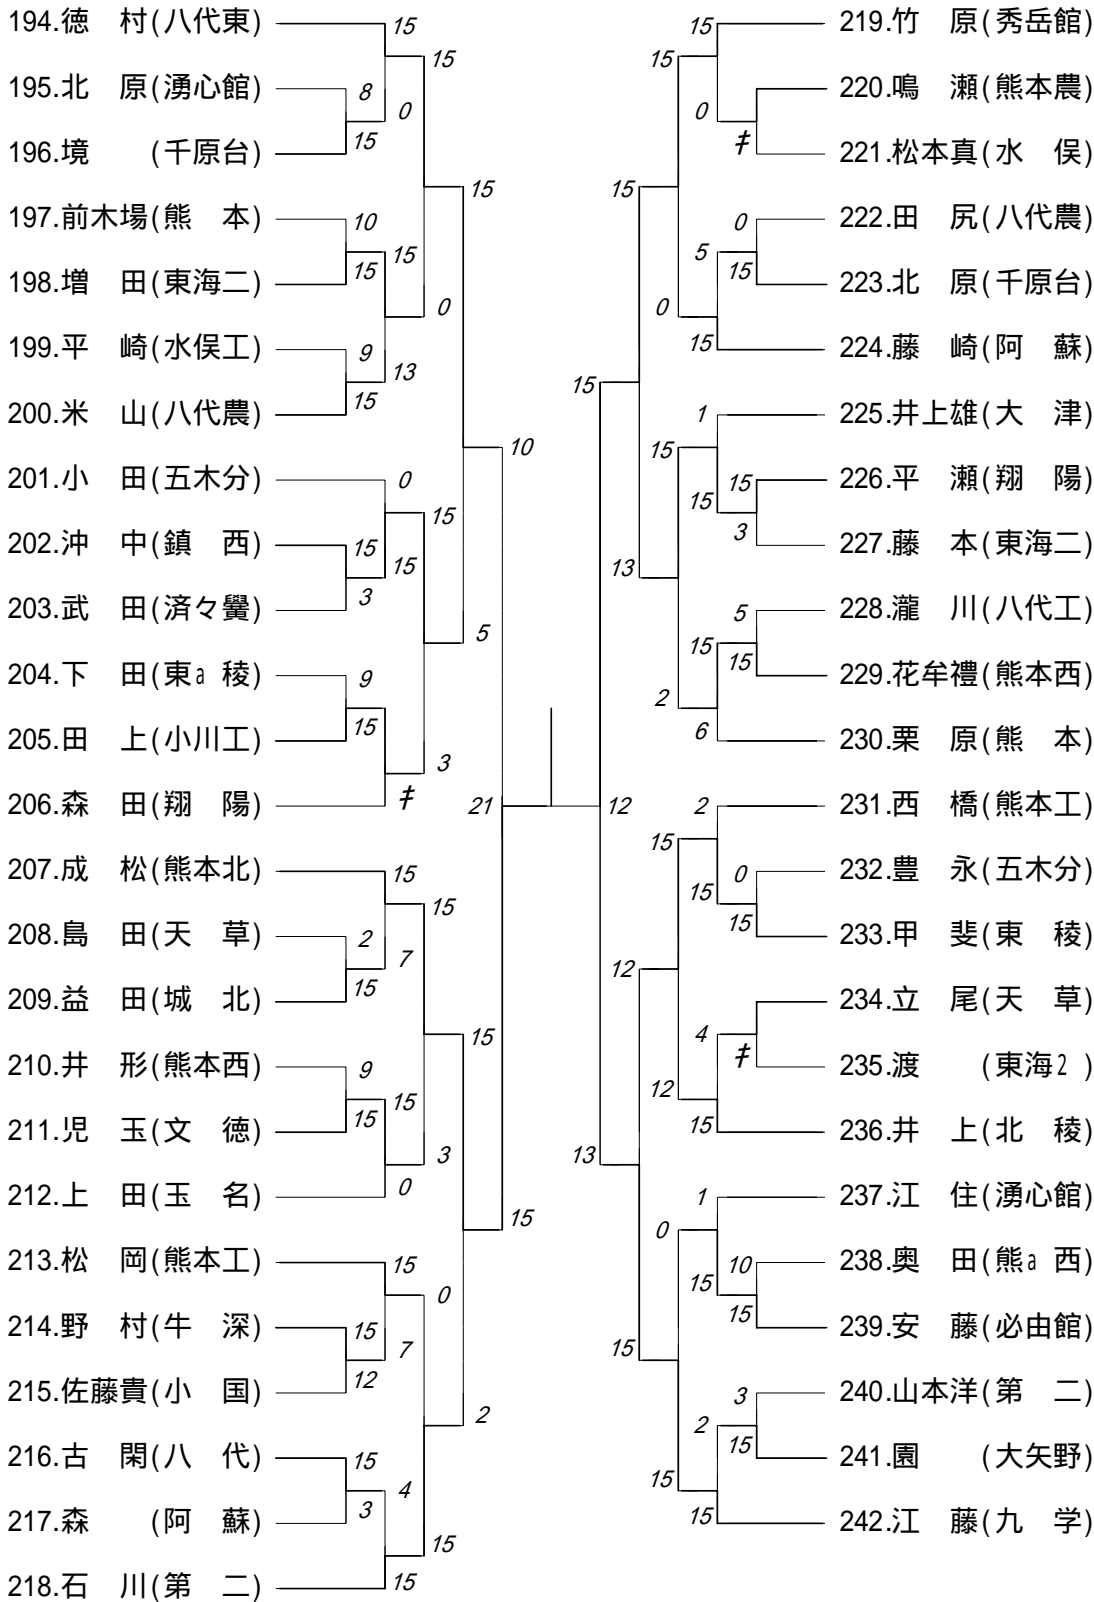 194.徳　村(八代東)
15
15
195.北　原(湧心館)
8
0
196.境　　(千原台)
15
15
197.前木場(熊　本)
10
15
198.増　田(東海二)
15
0
199.平　崎(水俣工)
9
13
200.米　山(八代農)
15
10
201.小　田(五木分)
0
15
202.沖　中(鎮　西)
15
15
203.武　田(済々黌)
3
5
204.下　田(東a 稜)
9
205.田　上(小川工)
15
3
206.森　田(翔　陽)
キ
21
207.成　松(熊本北)
15
15
208.島　田(天　草)
2
7
209.益　田(城　北)
15
15
210.井　形(熊本西)
9
15
211.児　玉(文　徳)
15
3
212.上　田(玉　名)
0
15
213.松　岡(熊本工)
15
0
214.野　村(牛　深)
15
7
215.佐藤貴(小　国)
12
2
216.古　閑(八　代)
15
4
217.森　　(阿　蘇)
3
15
218.石　川(第　二)
15
15
219.竹　原(秀岳館)
15
220.鳴　瀬(熊本農)
0
キ
221.松本真(水　俣)
15
0
222.田　尻(八代農)
5
15
223.北　原(千原台)
0
15
224.藤　崎(阿　蘇)
15
1
225.井上雄(大　津)
15
15
226.平　瀬(翔　陽)
15
3
227.藤　本(東海二)
13
5
228.瀧　川(八代工)
15
15
229.花牟禮(熊本西)
2
6
230.栗　原(熊　本)
12
2
231.西　橋(熊本工)
15
0
232.豊　永(五木分)
15
15
233.甲　斐(東　稜)
12
234.立　尾(天　草)
4
キ
235.渡　　(東海2 )
12
15
236.井　上(北　稜)
13
1
237.江　住(湧心館)
0
10
238.奥　田(熊a 西)
15
15
239.安　藤(必由館)
15
3
240.山本洋(第　二)
2
15
241.園　　(大矢野)
15
15
242.江　藤(九　学)